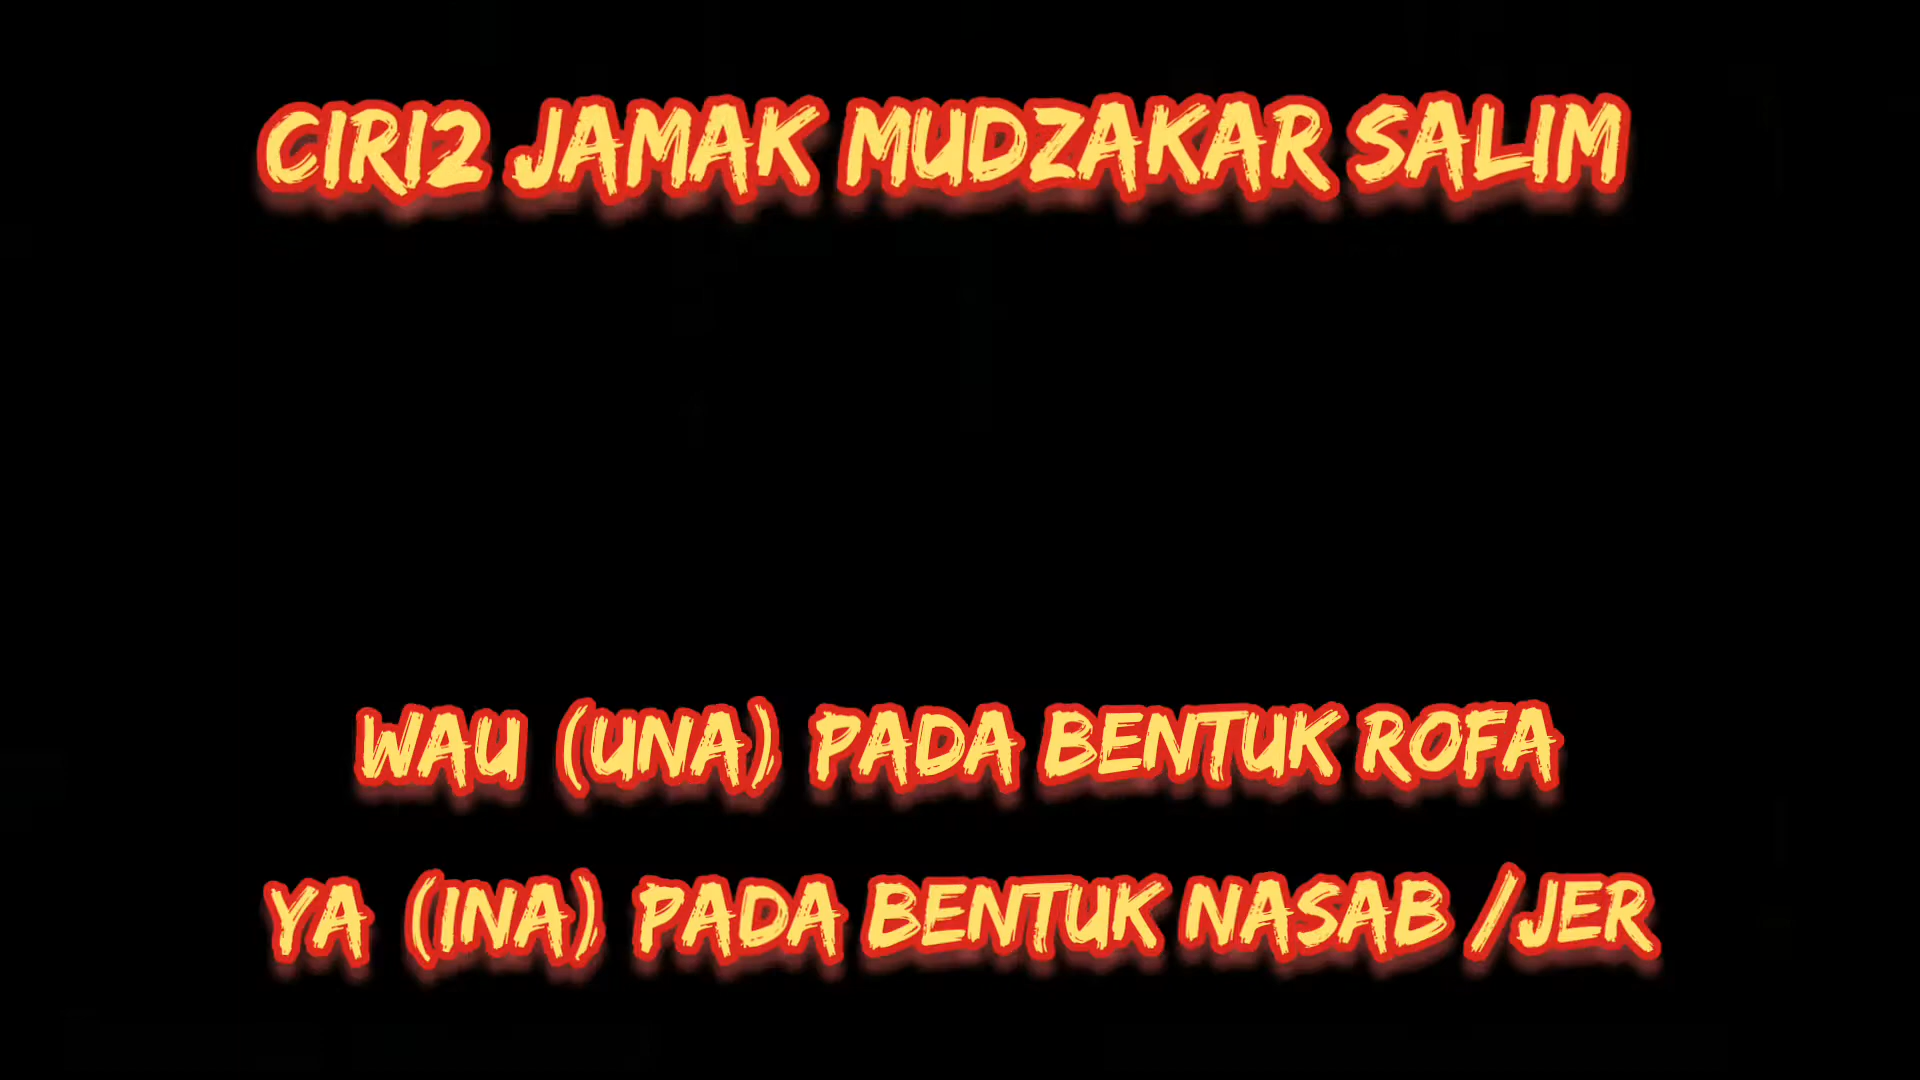 CIRI2 JAMAK MUDZAKAR SALIM
WAU (UNA) PADA BENTUK ROFA
YA (INA) PADA BENTUK NASAB /JER